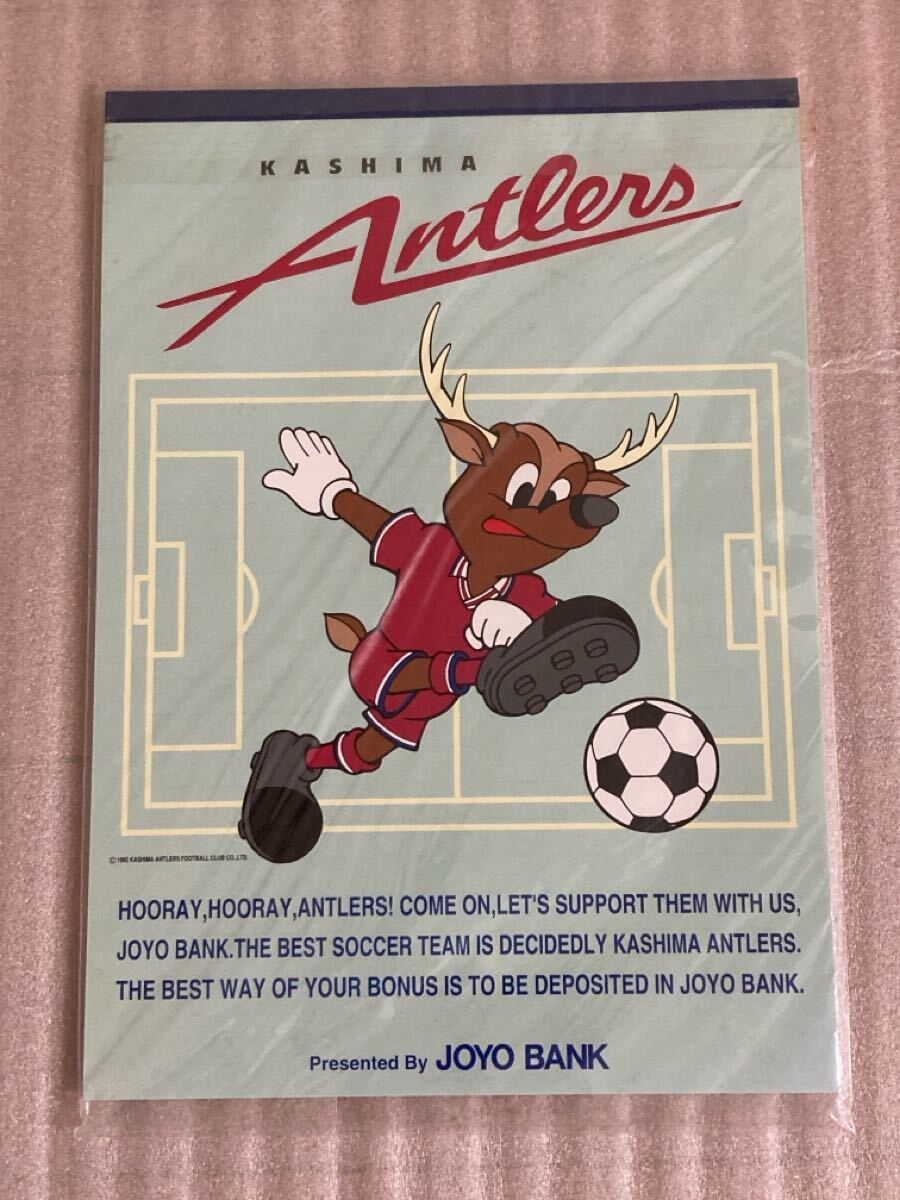 KASHIMA
Antlers
© 1992 KASHIMA ANTLERS FOOTBALL CLUB CO.,LTD.
HOORAY,HOORAY,ANTLERS! COME ON,LET'S SUPPORT THEM WITH US,
JOYO BANK.THE BEST SOCCER TEAM IS DECIDEDLY KASHIMA ANTLERS.
THE BEST WAY OF YOUR BONUS IS TO BE DEPOSITED IN JOYO BANK.
Presented By JOYO BANK